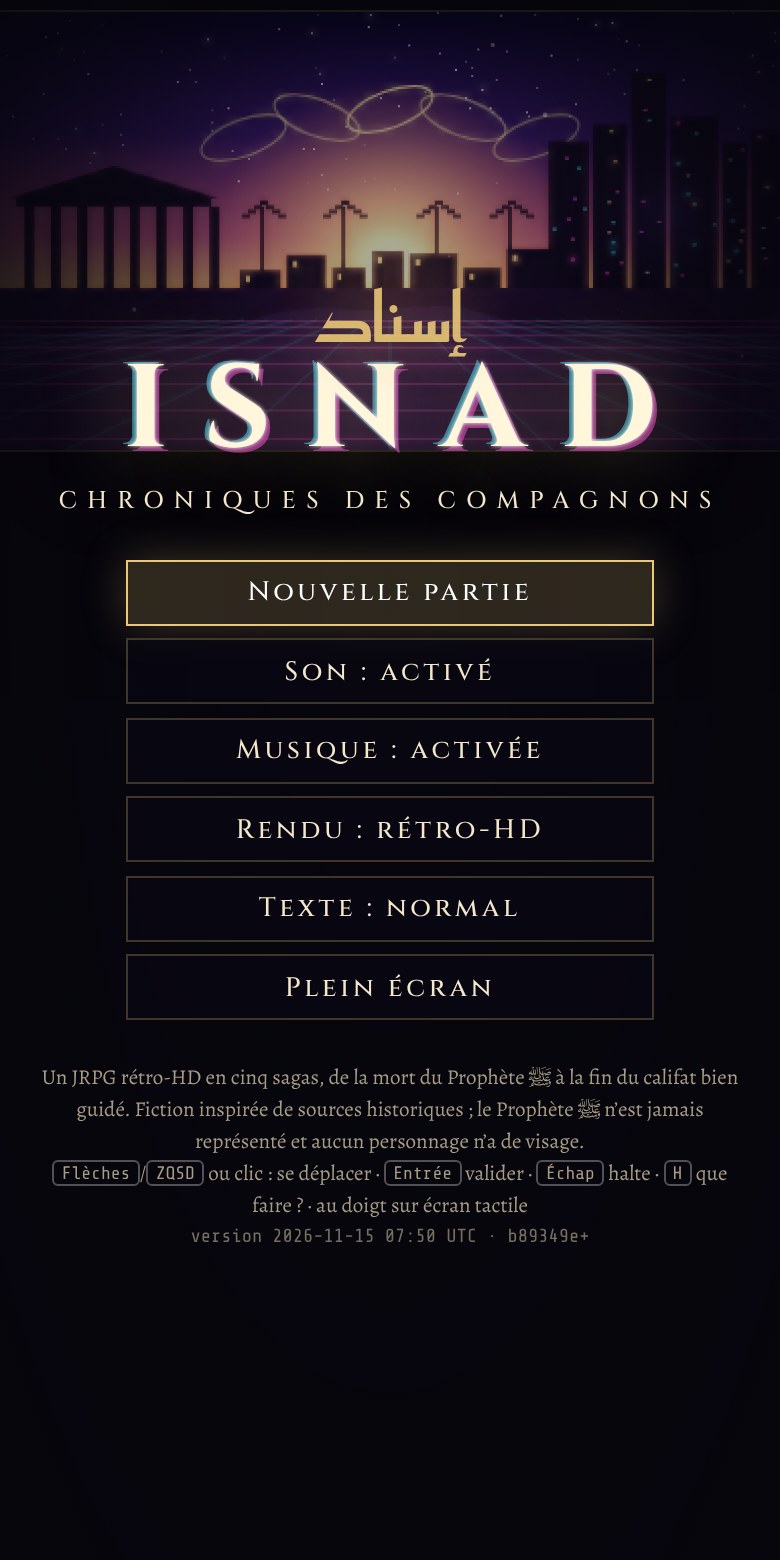 إسناد
ISNAD
CHRONIQUES DES COMPAGNONS
Nouvelle partie
Son : activé
Musique : activée
Rendu : rétro-HD
Texte : normal
Plein écran
Un JRPG rétro-HD en cinq sagas, de la mort du Prophète ﷺ à la fin du califat bien
guidé. Fiction inspirée de sources historiques ; le Prophète ﷺ n’est jamais
représenté et aucun personnage n’a de visage.
Flèches/ZQSD ou clic : se déplacer · Entrée valider · Échap halte · H que
faire ? · au doigt sur écran tactile
version 2026-11-15 07:50 UTC · b89349e+